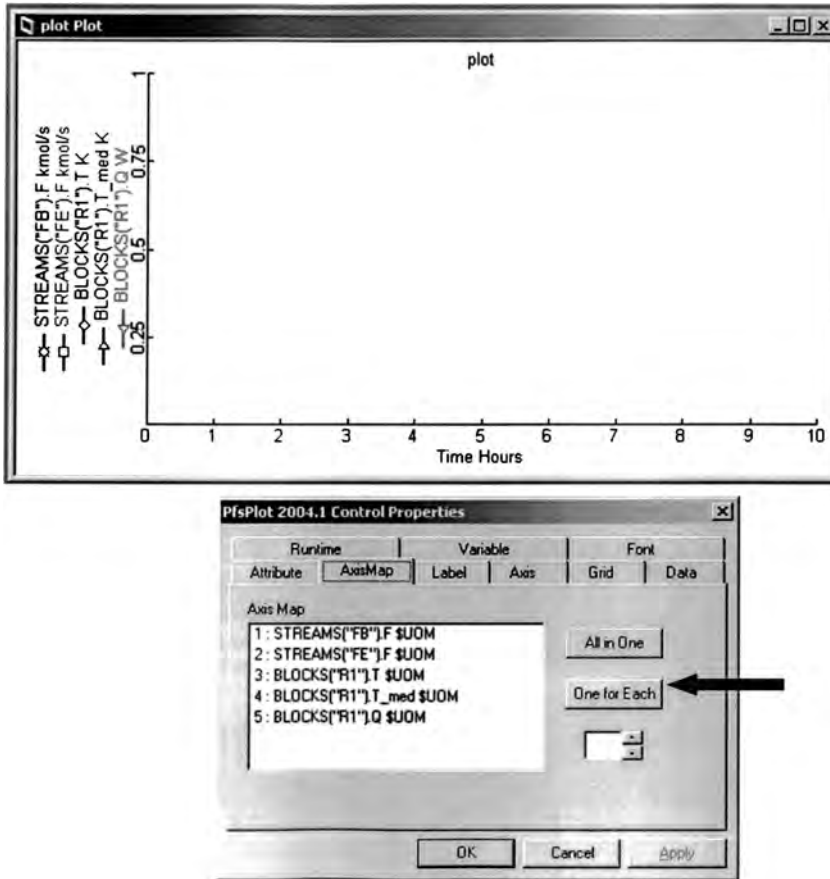 plot Plot
plot
STREAMS("FB").F kmol/s
STREAMS("FE").F kmol/s
BLOCKS("R1").T K
BLOCKS("R1").T_med K
BLOCKS("R1").Q W
1
0.75
0.5
0.25
0 1 2 3 4 5 6 7 8 9 10
Time Hours
PfsPlot 2004.1 Control Properties
Runtime Variable Font
Attribute AxisMap Label Axis Grid Data
Axis Map
1 : STREAMS("FB").F $UOM
2 : STREAMS("FE").F $UOM
3 : BLOCKS("R1").T $UOM
4 : BLOCKS("R1").T_med $UOM
5 : BLOCKS("R1").Q $UOM
All in One
One for Each
OK Cancel Apply